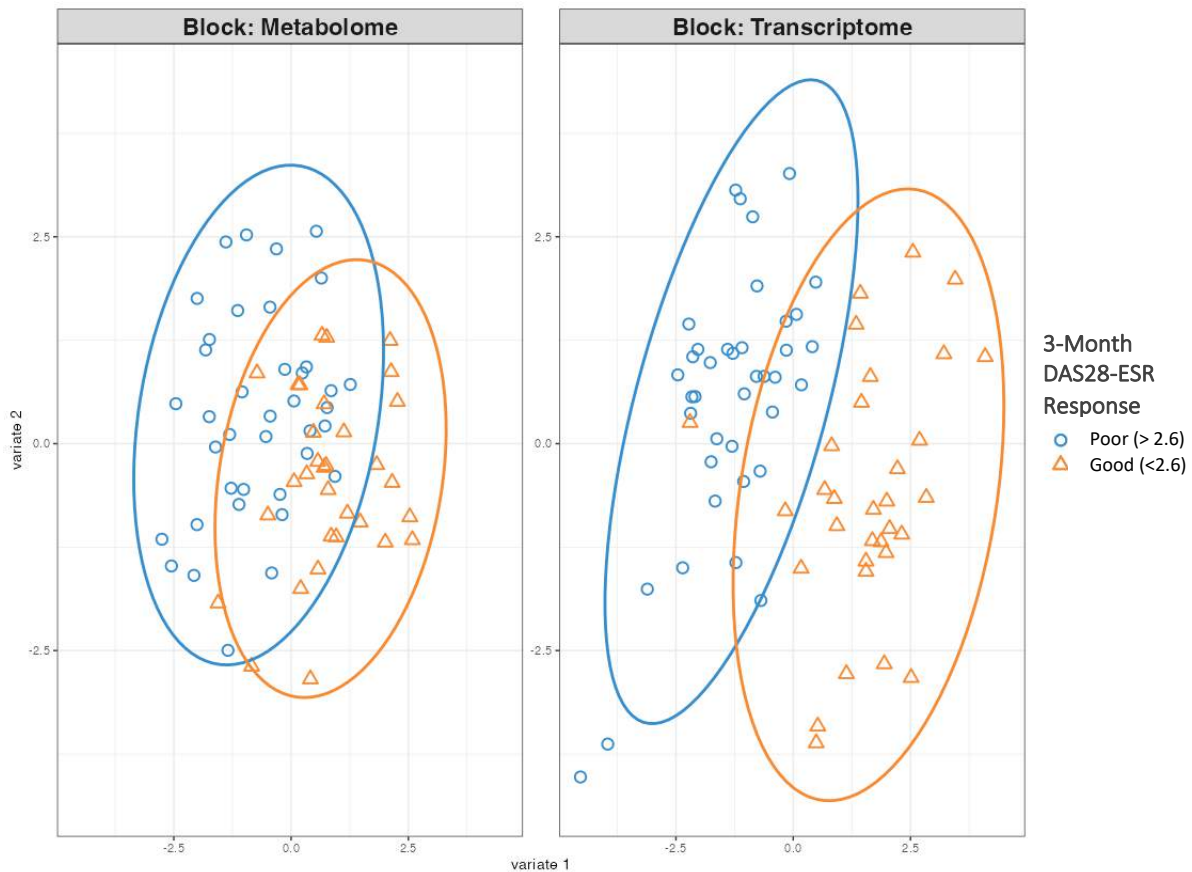 Block: Metabolome
Block: Transcriptome
variate 2
2.5
0.0
-2.5
2.5
0.0
-2.5
-2.5
0.0
2.5
-2.5
0.0
2.5
variate 1
3-Month
DAS28-ESR
Response
Poor (> 2.6)
Good (<2.6)